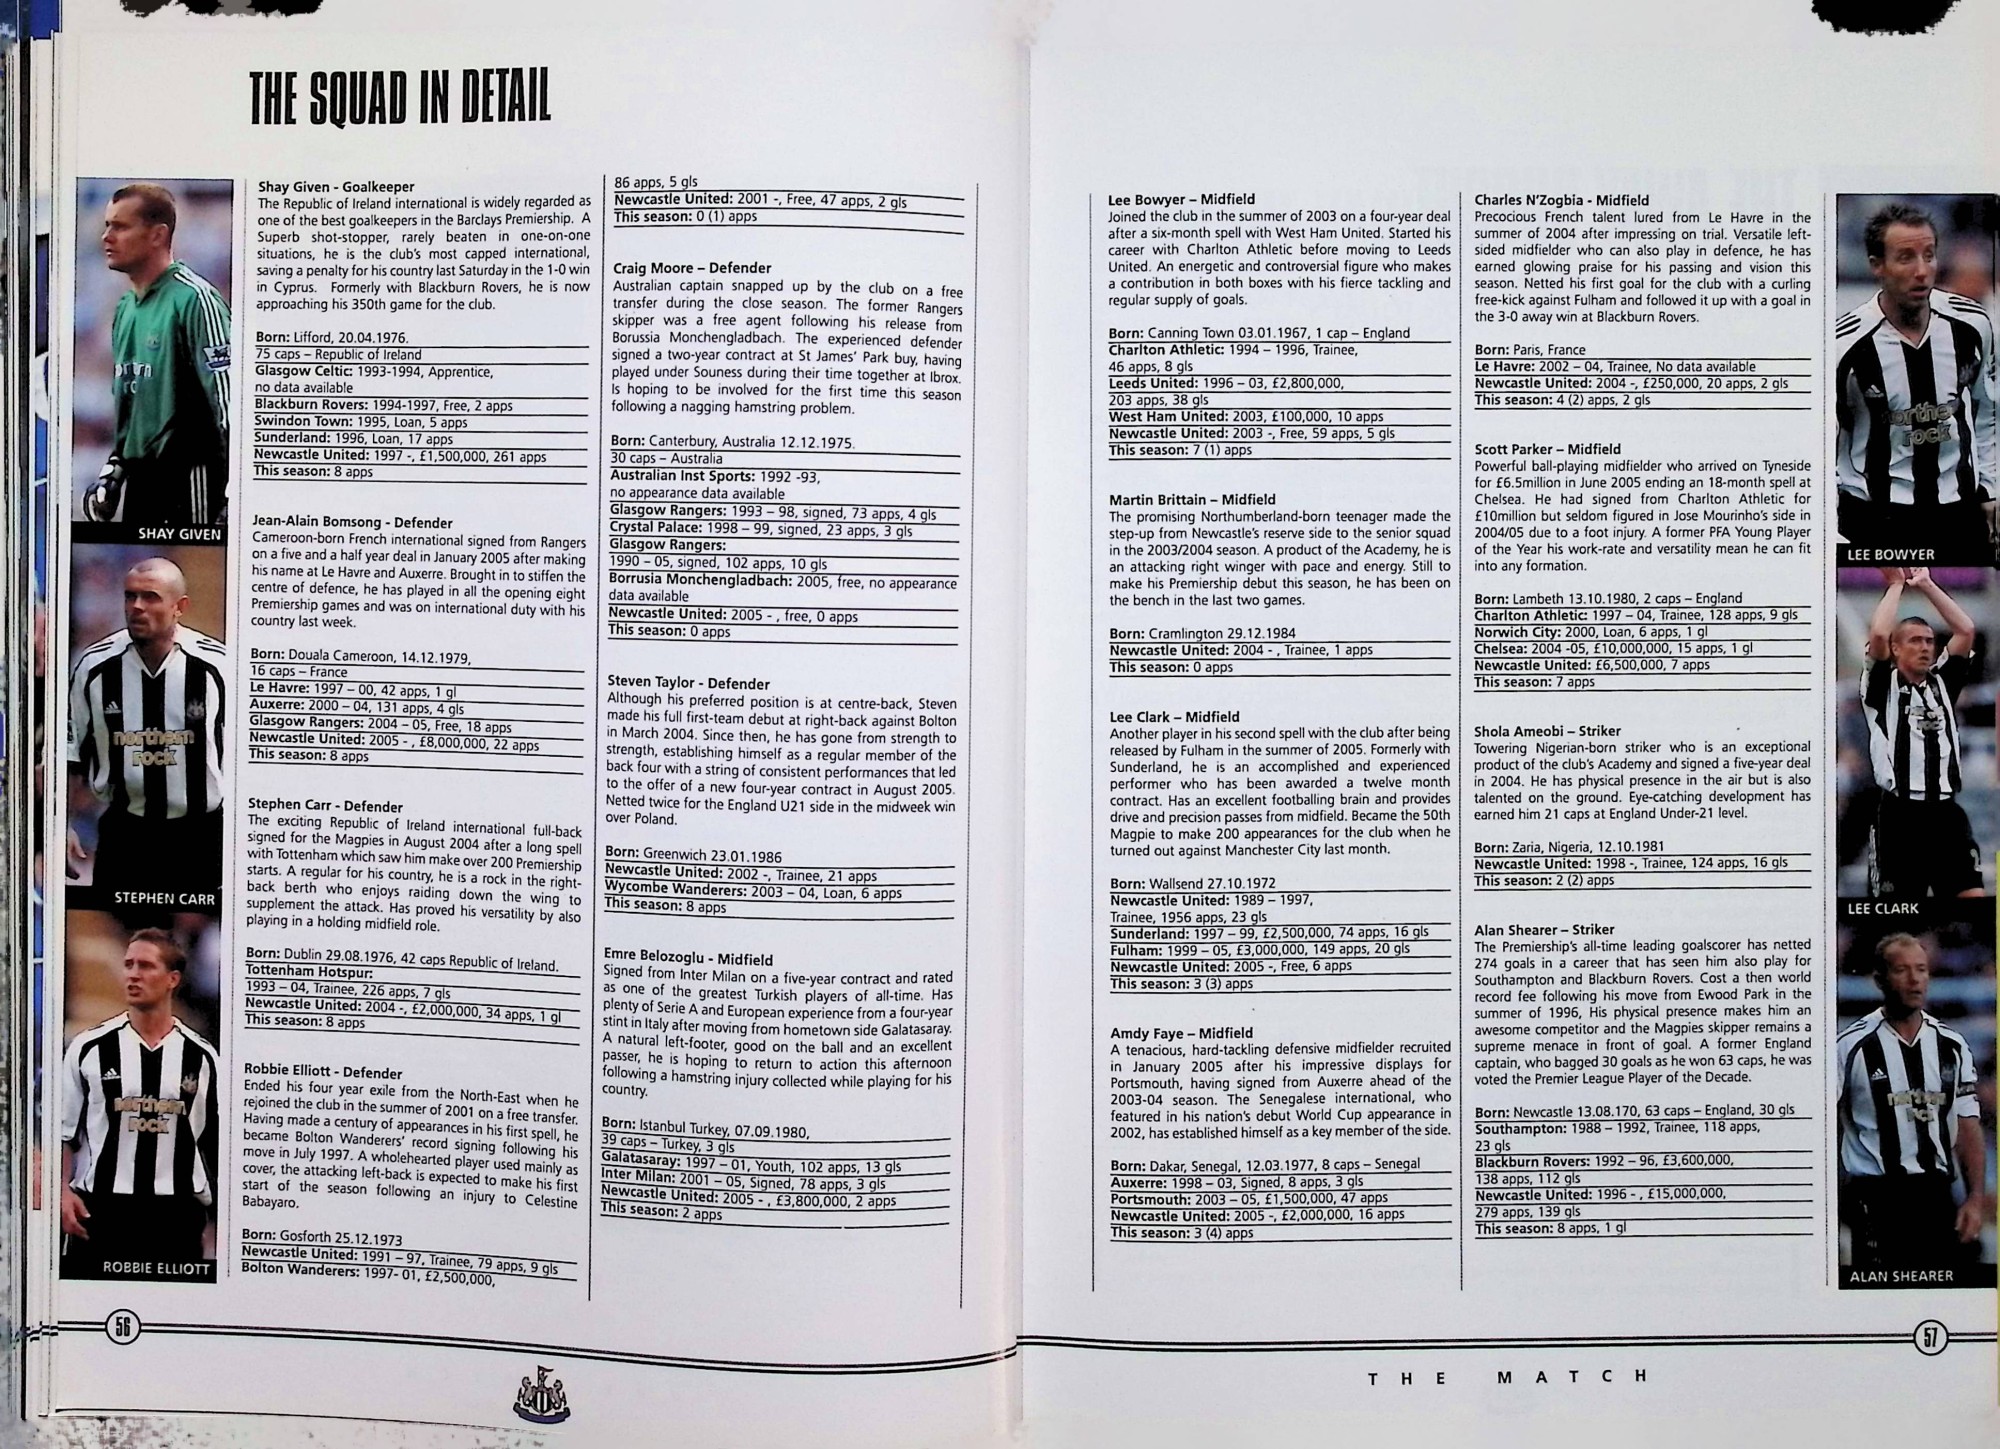 THE SQUAD IN DETAIL
Shay Given - Goalkeeper
The Republic of Ireland international is widely regarded as
one of the best goalkeepers in the Barclays Premiership. A
Superb shot-stopper, rarely beaten in one-on-one
situations, he is the club's most capped international,
saving a penalty for his country last Saturday in the 1-0 win
in Cyprus. Formerly with Blackburn Rovers, he is now
approaching his 350th game for the club.
Born: Lifford, 20.04.1976.
75 caps – Republic of Ireland
Glasgow Celtic: 1993-1994, Apprentice,
no data available
Blackburn Rovers: 1994-1997, Free, 2 apps
Swindon Town: 1995, Loan, 5 apps
Sunderland: 1996, Loan, 17 apps
Newcastle United: 1997 -, £1,500,000, 261 apps
This season: 8 apps
Jean-Alain Bomsong - Defender
Cameroon-born French international signed from Rangers
on a five and a half year deal in January 2005 after making
his name at Le Havre and Auxerre. Brought in to stiffen the
centre of defence, he has played in all the opening eight
Premiership games and was on international duty with his
country last week.
Born: Douala Cameroon, 14.12.1979,
16 caps – France
Le Havre: 1997 – 00, 42 apps, 1 gl
Auxerre: 2000 – 04, 131 apps, 4 gls
Glasgow Rangers: 2004 – 05, Free, 18 apps
Newcastle United: 2005 - , £8,000,000, 22 apps
This season: 8 apps
Stephen Carr - Defender
The exciting Republic of Ireland international full-back
signed for the Magpies in August 2004 after a long spell
with Tottenham which saw him make over 200 Premiership
starts. A regular for his country, he is a rock in the right-
back berth who enjoys raiding down the wing to
supplement the attack. Has proved his versatility by also
playing in a holding midfield role.
Born: Dublin 29.08.1976, 42 caps Republic of Ireland.
Tottenham Hotspur:
1993 – 04, Trainee, 226 apps, 7 gls
Newcastle United: 2004 -, £2,000,000, 34 apps, 1 gl
This season: 8 apps
Robbie Elliott - Defender
Ended his four year exile from the North-East when he
rejoined the club in the summer of 2001 on a free transfer.
Having made a century of appearances in his first spell, he
became Bolton Wanderers' record signing following his
move in July 1997. A wholehearted player used mainly as
cover, the attacking left-back is expected to make his first
start of the season following an injury to Celestine
Babayaro.
Born: Gosforth 25.12.1973
Newcastle United: 1991 – 97, Trainee, 79 apps, 9 gls
Bolton Wanderers: 1997- 01, £2,500,000,
86 apps, 5 gls
Newcastle United: 2001 -, Free, 47 apps, 2 gls
This season: 0 (1) apps
Craig Moore – Defender
Australian captain snapped up by the club on a free
transfer during the close season. The former Rangers
skipper was a free agent following his release from
Borussia Monchengladbach. The experienced defender
signed a two-year contract at St James' Park buy, having
played under Souness during their time together at Ibrox.
Is hoping to be involved for the first time this season
following a nagging hamstring problem.
Born: Canterbury, Australia 12.12.1975.
30 caps – Australia
Australian Inst Sports: 1992 -93,
no appearance data available
Glasgow Rangers: 1993 – 98, signed, 73 apps, 4 gls
Crystal Palace: 1998 – 99, signed, 23 apps, 3 gls
Glasgow Rangers:
1990 – 05, signed, 102 apps, 10 gls
Borrusia Monchengladbach: 2005, free, no appearance
data available
Newcastle United: 2005 - , free, 0 apps
This season: 0 apps
Steven Taylor - Defender
Although his preferred position is at centre-back, Steven
made his full first-team debut at right-back against Bolton
in March 2004. Since then, he has gone from strength to
strength, establishing himself as a regular member of the
back four with a string of consistent performances that led
to the offer of a new four-year contract in August 2005.
Netted twice for the England U21 side in the midweek win
over Poland.
Born: Greenwich 23.01.1986
Newcastle United: 2002 -, Trainee, 21 apps
Wycombe Wanderers: 2003 – 04, Loan, 6 apps
This season: 8 apps
Emre Belozoglu - Midfield
Signed from Inter Milan on a five-year contract and rated
as one of the greatest Turkish players of all-time. Has
plenty of Serie A and European experience from a four-year
stint in Italy after moving from hometown side Galatasaray.
A natural left-footer, good on the ball and an excellent
passer, he is hoping to return to action this afternoon
following a hamstring injury collected while playing for his
country.
Born: Istanbul Turkey, 07.09.1980,
39 caps – Turkey, 3 gls
Galatasaray: 1997 – 01, Youth, 102 apps, 13 gls
Inter Milan: 2001 – 05, Signed, 78 apps, 3 gls
Newcastle United: 2005 - , £3,800,000, 2 apps
This season: 2 apps
SHAY GIVEN
STEPHEN CARR
northern
rock
ROBBIE ELLIOTT
northern
rock
56
Lee Bowyer – Midfield
Joined the club in the summer of 2003 on a four-year deal
after a six-month spell with West Ham United. Started his
career with Charlton Athletic before moving to Leeds
United. An energetic and controversial figure who makes
a contribution in both boxes with his fierce tackling and
regular supply of goals.
Born: Canning Town 03.01.1967, 1 cap – England
Charlton Athletic: 1994 – 1996, Trainee,
46 apps, 8 gls
Leeds United: 1996 – 03, £2,800,000,
203 apps, 38 gls
West Ham United: 2003, £100,000, 10 apps
Newcastle United: 2003 -, Free, 59 apps, 5 gls
This season: 7 (1) apps
Martin Brittain – Midfield
The promising Northumberland-born teenager made the
step-up from Newcastle's reserve side to the senior squad
in the 2003/2004 season. A product of the Academy, he is
an attacking right winger with pace and energy. Still to
make his Premiership debut this season, he has been on
the bench in the last two games.
Born: Cramlington 29.12.1984
Newcastle United: 2004 - , Trainee, 1 apps
This season: 0 apps
Lee Clark – Midfield
Another player in his second spell with the club after being
released by Fulham in the summer of 2005. Formerly with
Sunderland, he is an accomplished and experienced
performer who has been awarded a twelve month
contract. Has an excellent footballing brain and provides
drive and precision passes from midfield. Became the 50th
Magpie to make 200 appearances for the club when he
turned out against Manchester City last month.
Born: Wallsend 27.10.1972
Newcastle United: 1989 – 1997,
Trainee, 1956 apps, 23 gls
Sunderland: 1997 – 99, £2,500,000, 74 apps, 16 gls
Fulham: 1999 – 05, £3,000,000, 149 apps, 20 gls
Newcastle United: 2005 -, Free, 6 apps
This season: 3 (3) apps
Amdy Faye – Midfield
A tenacious, hard-tackling defensive midfielder recruited
in January 2005 after his impressive displays for
Portsmouth, having signed from Auxerre ahead of the
2003-04 season. The Senegalese international, who
featured in his nation's debut World Cup appearance in
2002, has established himself as a key member of the side.
Born: Dakar, Senegal, 12.03.1977, 8 caps – Senegal
Auxerre: 1998 – 03, Signed, 8 apps, 3 gls
Portsmouth: 2003 – 05, £1,500,000, 47 apps
Newcastle United: 2005 -, £2,000,000, 16 apps
This season: 3 (4) apps
Charles N'Zogbia - Midfield
Precocious French talent lured from Le Havre in the
summer of 2004 after impressing on trial. Versatile left-
sided midfielder who can also play in defence, he has
earned glowing praise for his passing and vision this
season. Netted his first goal for the club with a curling
free-kick against Fulham and followed it up with a goal in
the 3-0 away win at Blackburn Rovers.
Born: Paris, France
Le Havre: 2002 – 04, Trainee, No data available
Newcastle United: 2004 -, £250,000, 20 apps, 2 gls
This season: 4 (2) apps, 2 gls
Scott Parker – Midfield
Powerful ball-playing midfielder who arrived on Tyneside
for £6.5million in June 2005 ending an 18-month spell at
Chelsea. He had signed from Charlton Athletic for
£10million but seldom figured in Jose Mourinho's side in
2004/05 due to a foot injury. A former PFA Young Player
of the Year his work-rate and versatility mean he can fit
into any formation.
Born: Lambeth 13.10.1980, 2 caps – England
Charlton Athletic: 1997 – 04, Trainee, 128 apps, 9 gls
Norwich City: 2000, Loan, 6 apps, 1 gl
Chelsea: 2004 -05, £10,000,000, 15 apps, 1 gl
Newcastle United: £6,500,000, 7 apps
This season: 7 apps
Shola Ameobi – Striker
Towering Nigerian-born striker who is an exceptional
product of the club's Academy and signed a five-year deal
in 2004. He has physical presence in the air but is also
talented on the ground. Eye-catching development has
earned him 21 caps at England Under-21 level.
Born: Zaria, Nigeria, 12.10.1981
Newcastle United: 1998 -, Trainee, 124 apps, 16 gls
This season: 2 (2) apps
Alan Shearer – Striker
The Premiership's all-time leading goalscorer has netted
274 goals in a career that has seen him also play for
Southampton and Blackburn Rovers. Cost a then world
record fee following his move from Ewood Park in the
summer of 1996, His physical presence makes him an
awesome competitor and the Magpies skipper remains a
supreme menace in front of goal. A former England
captain, who bagged 30 goals as he won 63 caps, he was
voted the Premier League Player of the Decade.
Born: Newcastle 13.08.170, 63 caps – England, 30 gls
Southampton: 1988 – 1992, Trainee, 118 apps,
23 gls
Blackburn Rovers: 1992 – 96, £3,600,000,
138 apps, 112 gls
Newcastle United: 1996 - , £15,000,000,
279 apps, 139 gls
This season: 8 apps, 1 gl
LEE BOWYER
LEE CLARK
ALAN SHEARER
57
THE MATCH